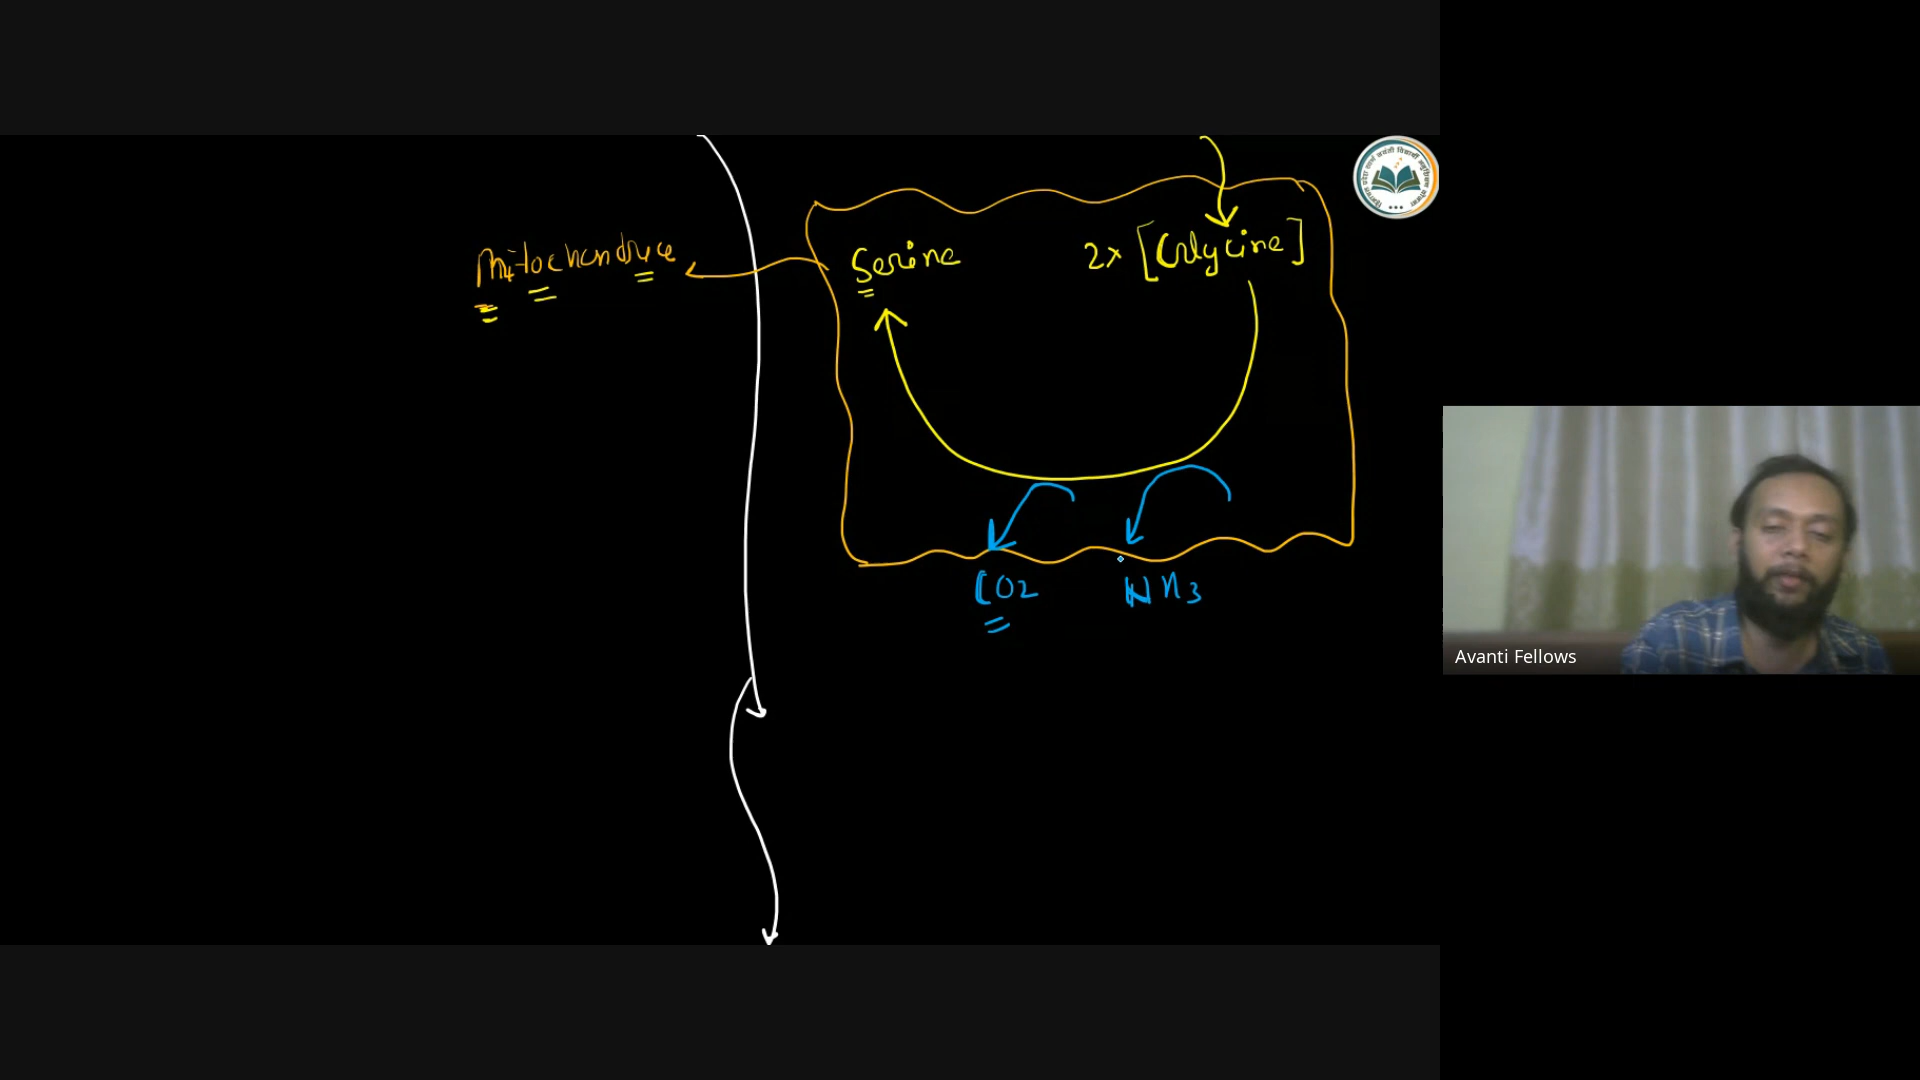 Mitochondria
Serine
2x [Glycine]
CO2
NH3
Avanti Fellows